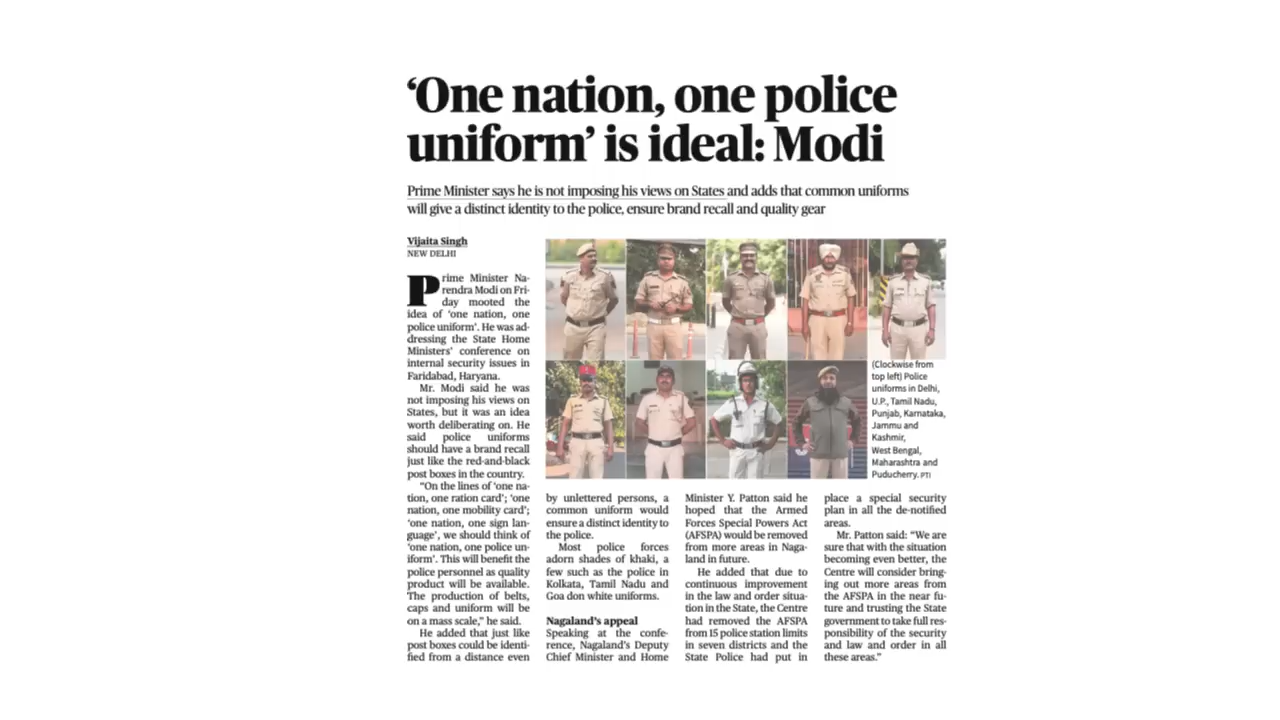 ‘One nation, one police
uniform’ is ideal: Modi
Prime Minister says he is not imposing his views on States and adds that common uniforms
will give a distinct identity to the police, ensure brand recall and quality gear
Vijaita Singh
NEW DELHI
Prime Minister Na-
rendra Modi on Fri-
day mooted the
idea of ‘one nation, one
police uniform’. He was ad-
dressing the State Home
Ministers’ conference on
internal security issues in
Faridabad, Haryana.
Mr. Modi said he was
not imposing his views on
States, but it was an idea
worth deliberating on. He
said police uniforms
should have a brand recall
just like the red-and-black
post boxes in the country.
“On the lines of ‘one na-
tion, one ration card’; ‘one
nation, one mobility card’;
‘one nation, one sign lan-
guage’, we should think of
‘one nation, one police un-
iform’. This will benefit the
police personnel as quality
product will be available.
The production of belts,
caps and uniform will be
on a mass scale,” he said.
He added that just like
post boxes could be identi-
fied from a distance even
(Clockwise from
top left) Police
uniforms in Delhi,
U.P., Tamil Nadu,
Punjab, Karnataka,
Jammu and
Kashmir,
West Bengal,
Maharashtra and
Puducherry. PTI
by unlettered persons, a
common uniform would
ensure a distinct identity to
the police.
Most police forces
adorn shades of khaki, a
few such as the police in
Kolkata, Tamil Nadu and
Goa don white uniforms.
Nagaland’s appeal
Speaking at the confe-
rence, Nagaland’s Deputy
Chief Minister and Home
Minister Y. Patton said he
hoped that the Armed
Forces Special Powers Act
(AFSPA) would be removed
from more areas in Naga-
land in future.
He added that due to
continuous improvement
in the law and order situa-
tion in the State, the Centre
had removed the AFSPA
from 15 police station limits
in seven districts and the
State Police had put in
place a special security
plan in all the de-notified
areas.
Mr. Patton said: “We are
sure that with the situation
becoming even better, the
Centre will consider bring-
ing out more areas from
the AFSPA in the near fu-
ture and trusting the State
government to take full res-
ponsibility of the security
and law and order in all
these areas.”